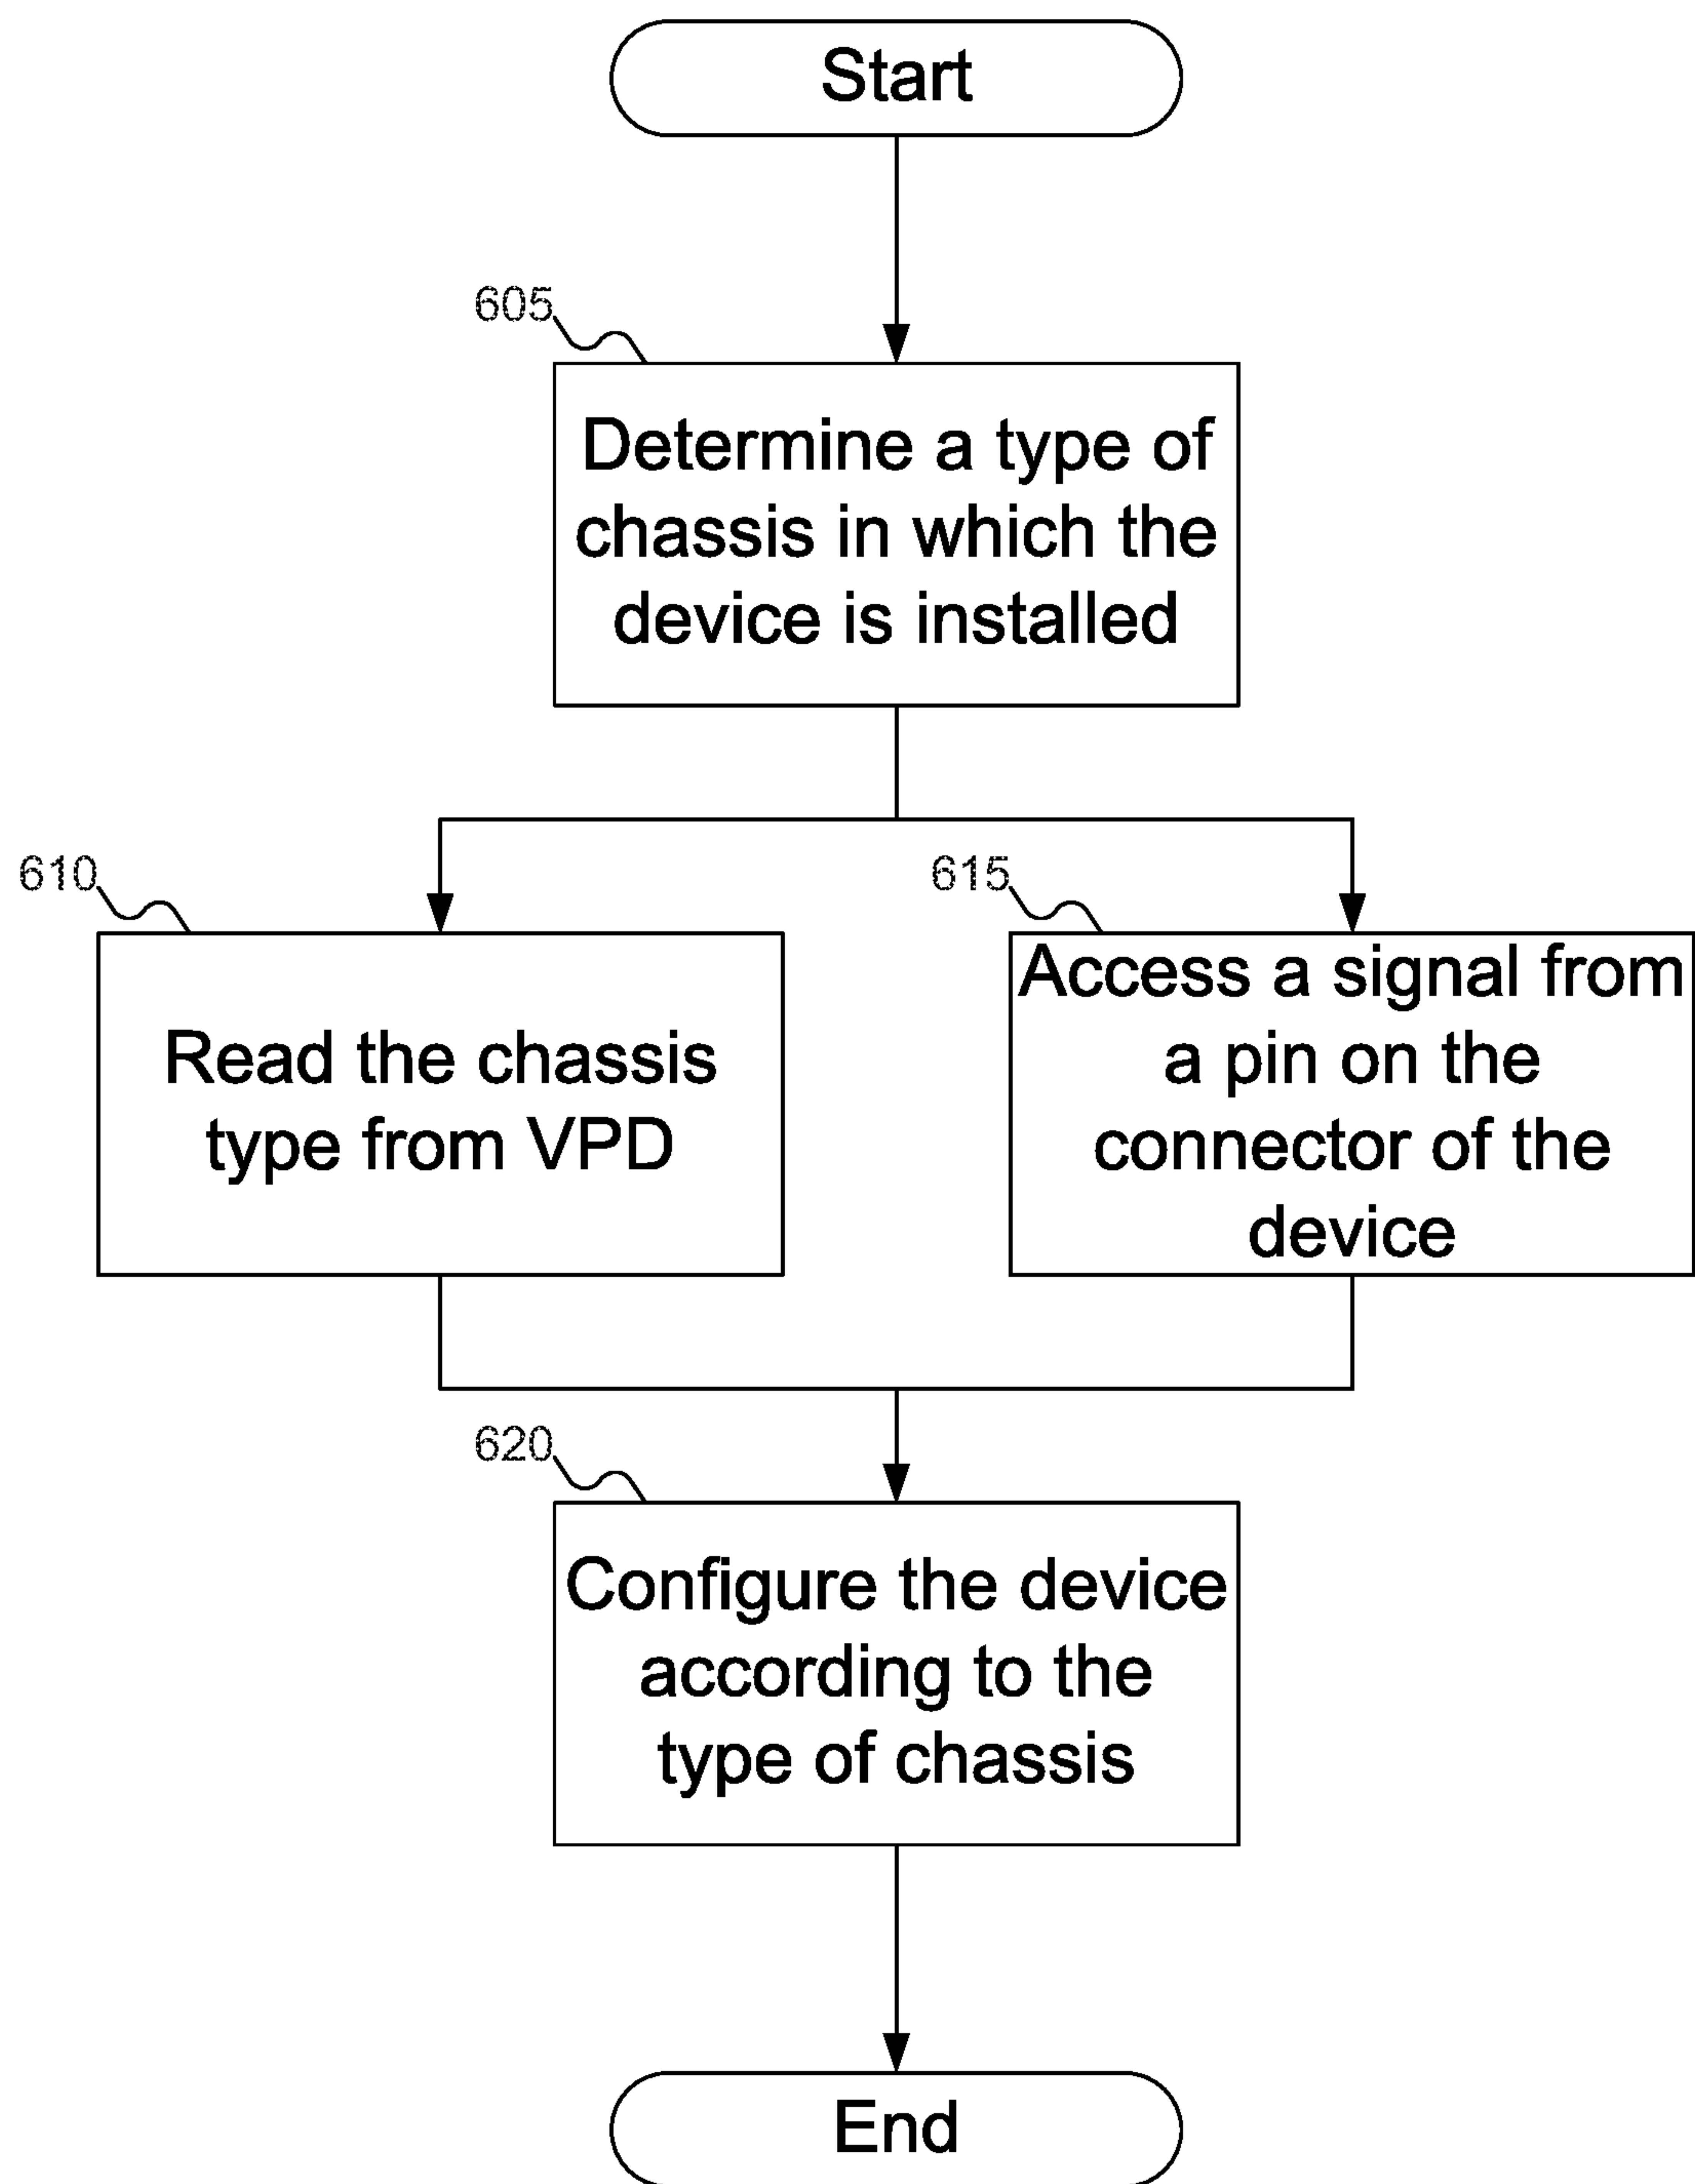 Start
605
Determine a type of
chassis in which the
device is installed
610
Read the chassis
type from VPD
615
Access a signal from
a pin on the
connector of the
device
620
Configure the device
according to the
type of chassis
End